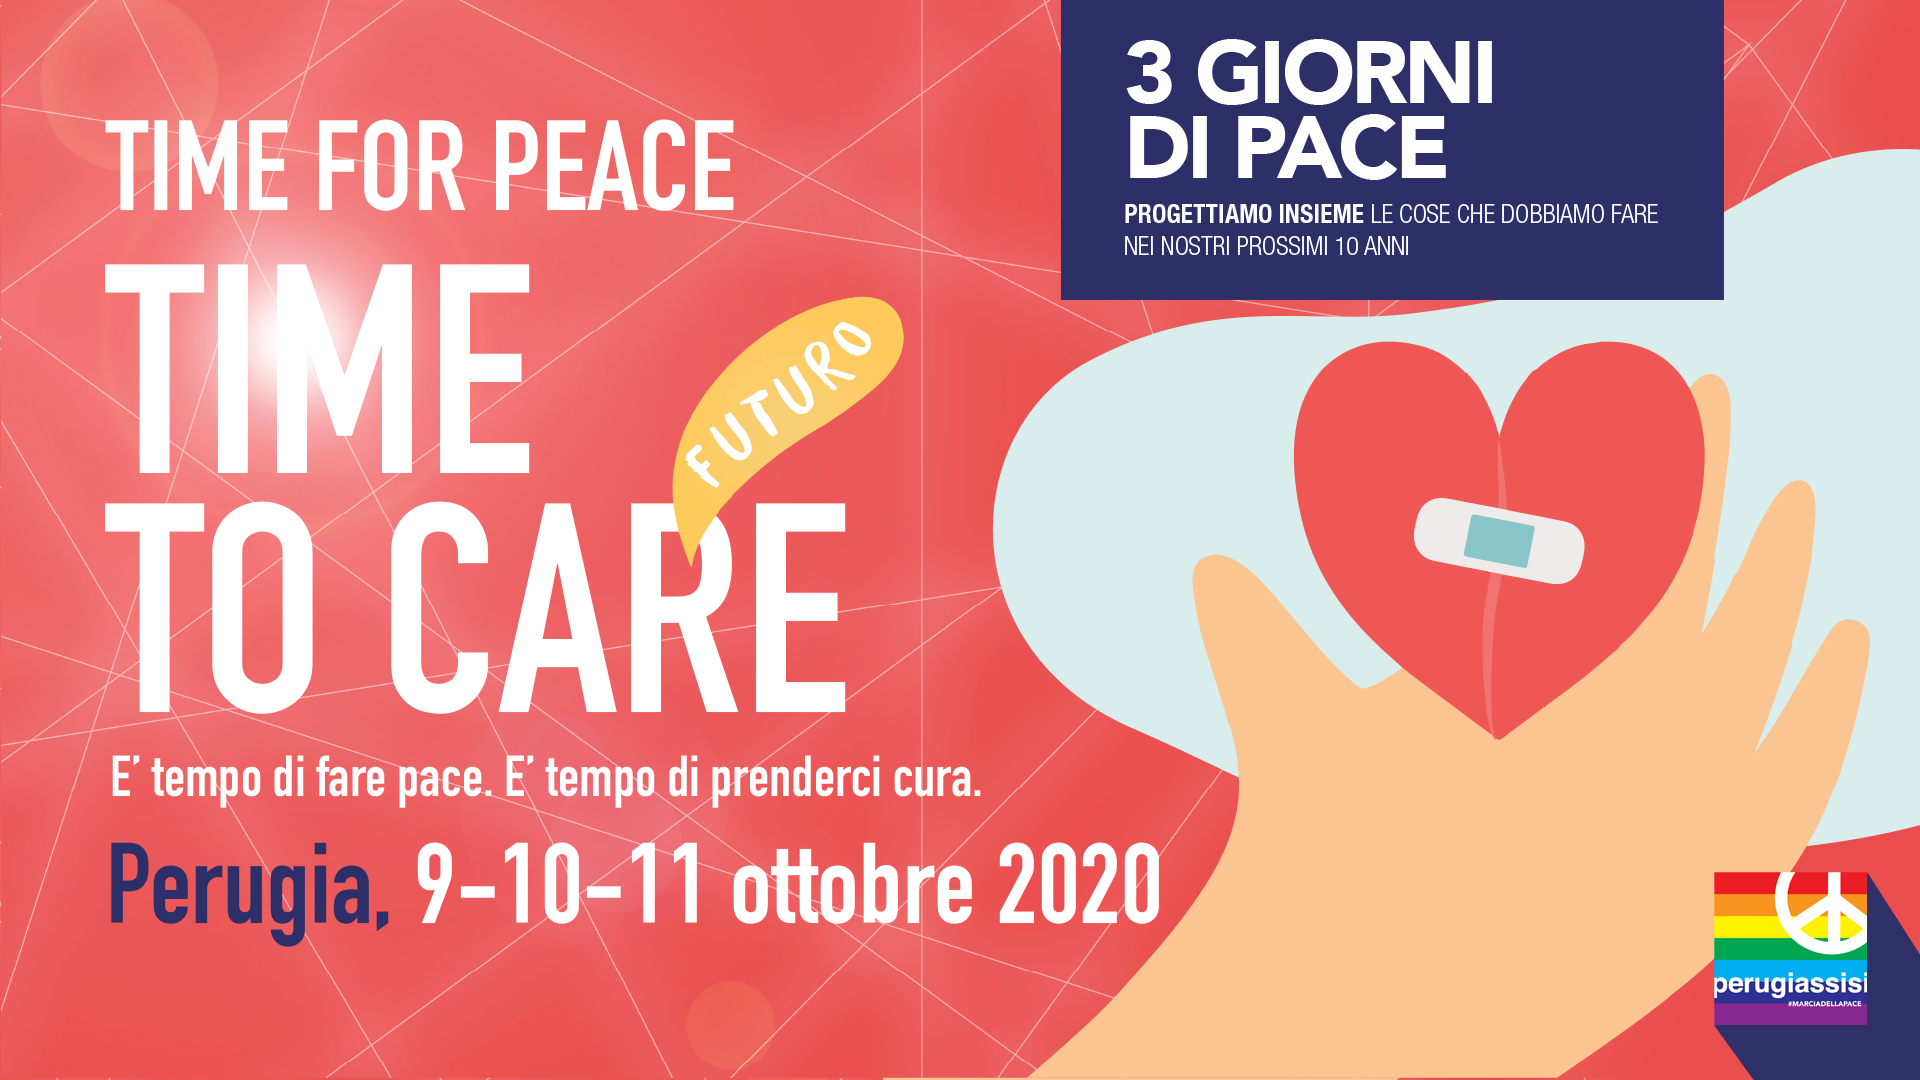 TIME FOR PEACE
TIME
TO CARE
FUTURO
E’ tempo di fare pace. E’ tempo di prenderci cura.
Perugia, 9-10-11 ottobre 2020
3 GIORNI
DI PACE
PROGETTIAMO INSIEME LE COSE CHE DOBBIAMO FARE
NEI NOSTRI PROSSIMI 10 ANNI
perugiassisi
#MARCIADELLAPACE